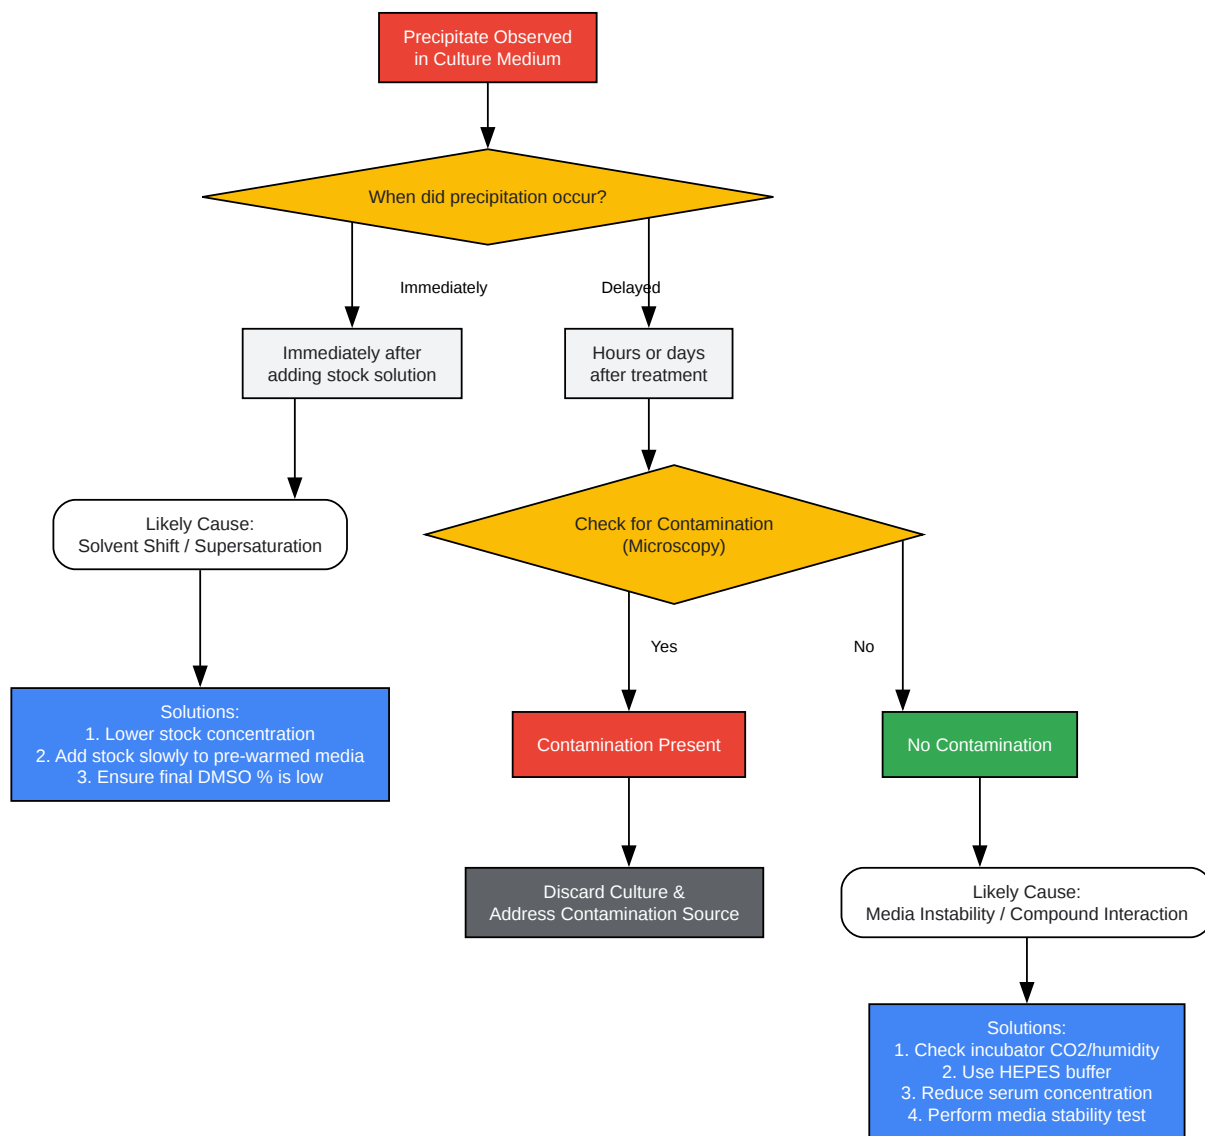 Precipitate Observed
in Culture Medium
When did precipitation occur?
Immediately
Delayed
Immediately after
adding stock solution
Hours or days
after treatment
Likely Cause:
Solvent Shift / Supersaturation
Check for Contamination
(Microscopy)
Yes
No
Solutions:
1. Lower stock concentration
2. Add stock slowly to pre-warmed media
3. Ensure final DMSO % is low
Contamination Present
No Contamination
Discard Culture &
Address Contamination Source
Likely Cause:
Media Instability / Compound Interaction
Solutions:
1. Check incubator CO2/humidity
2. Use HEPES buffer
3. Reduce serum concentration
4. Perform media stability test